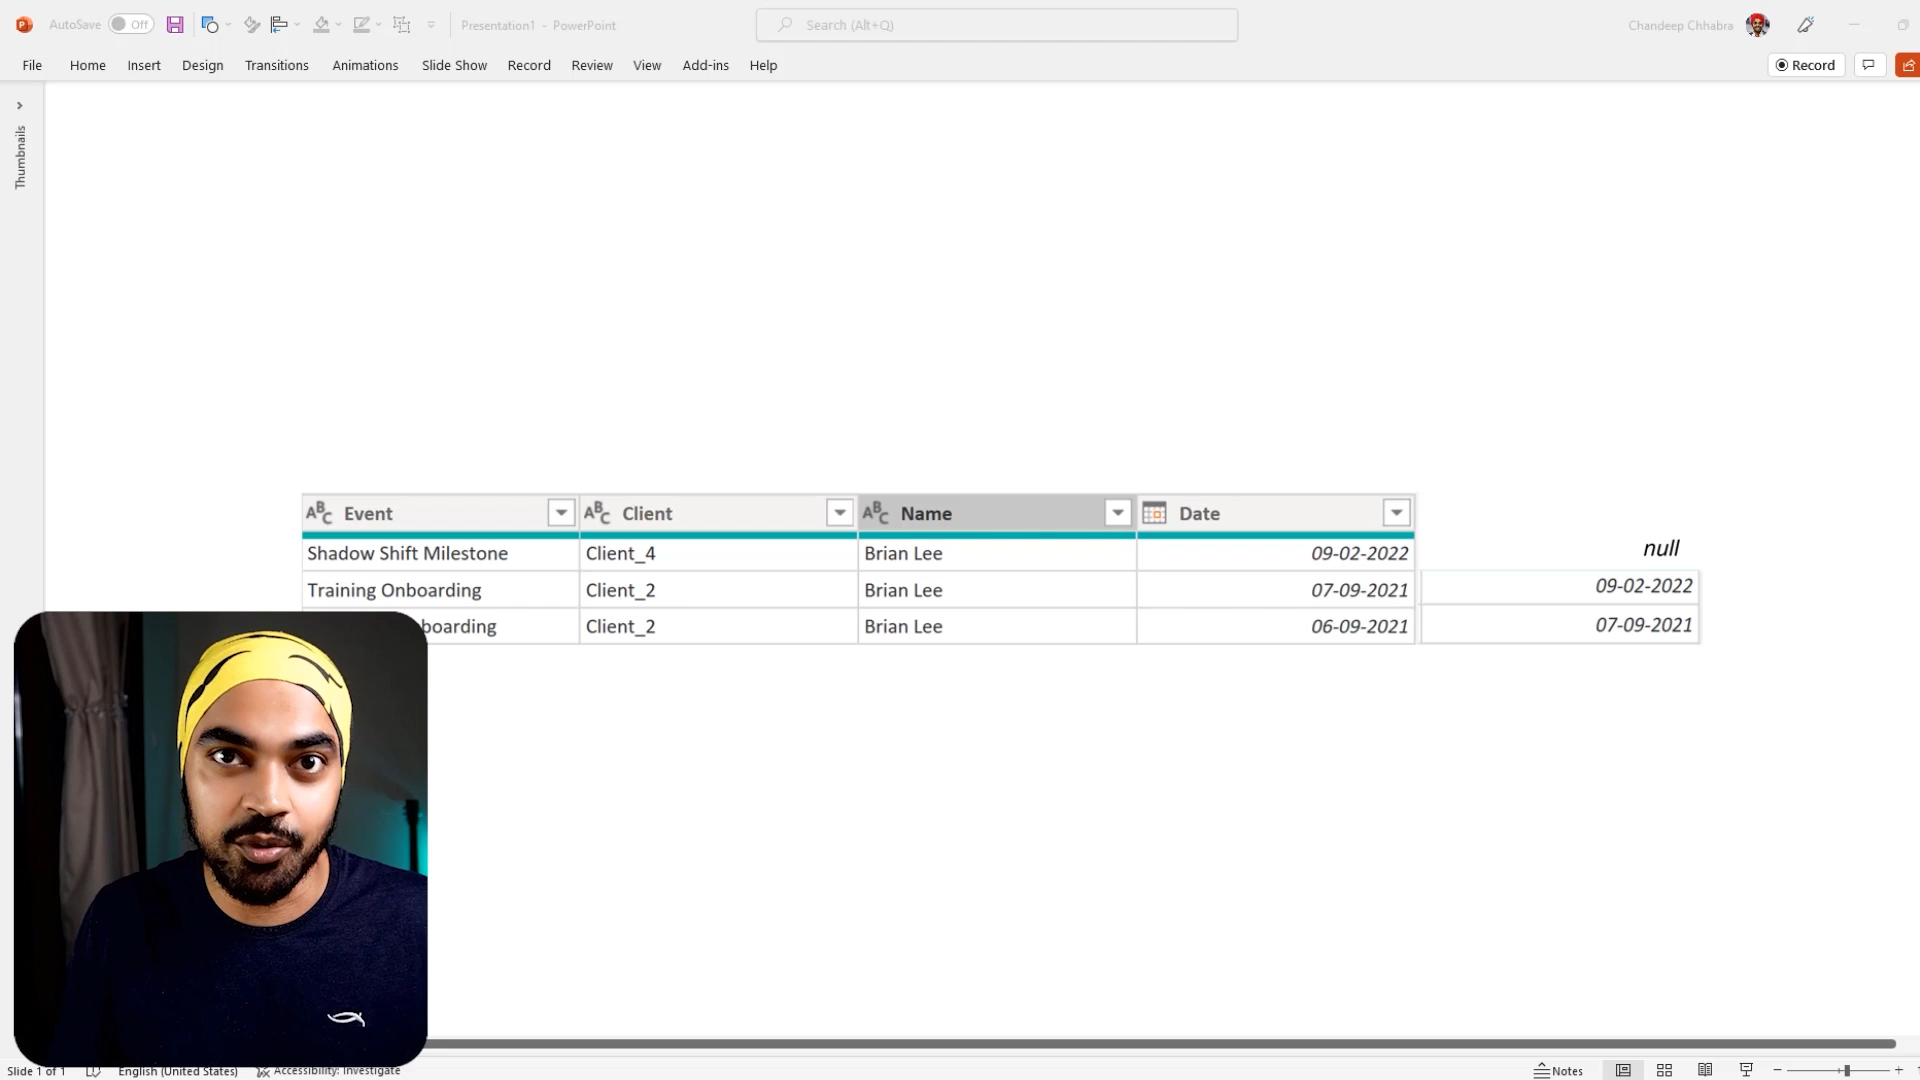 AutoSave Off Presentation1 - PowerPoint Search (Alt+Q) Chandeep Chhabra
File Home Insert Design Transitions Animations Slide Show Record Review View Add-ins Help Record
Thumbnails
Event Client Name Date
Shadow Shift Milestone Client_4 Brian Lee 09-02-2022 null
Training Onboarding Client_2 Brian Lee 07-09-2021 09-02-2022
boarding Client_2 Brian Lee 06-09-2021 07-09-2021
Slide 1 of 1 English (United States) Accessibility: Investigate Notes